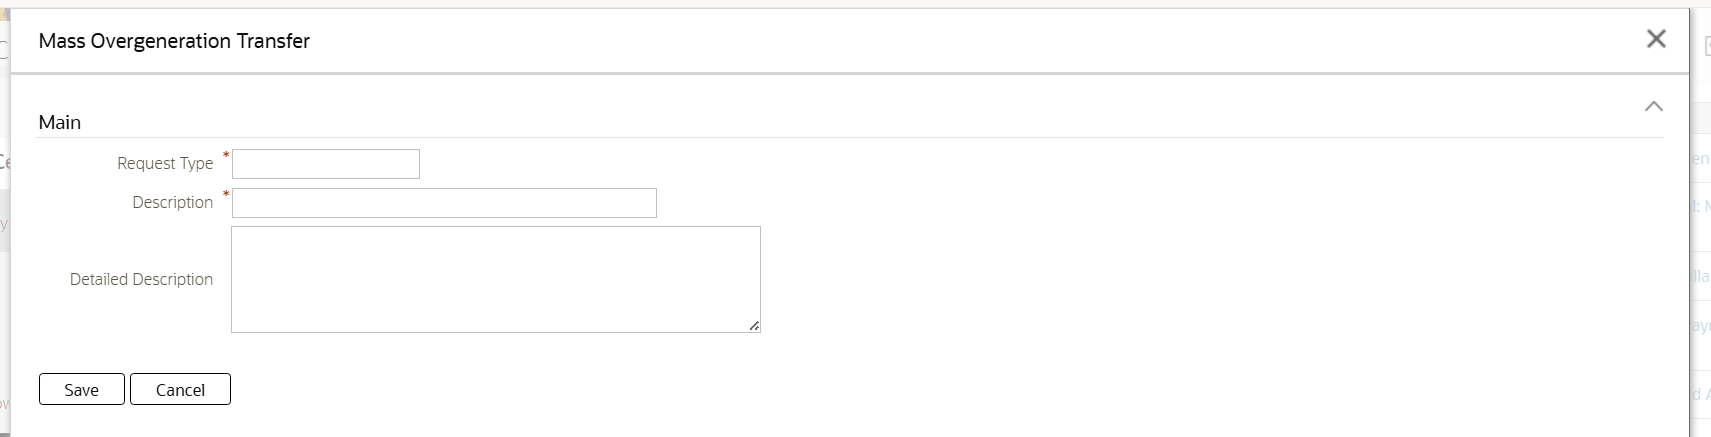 Mass Overgeneration Transfer
Main
Request Type *
Description *
Detailed Description
Save Cancel